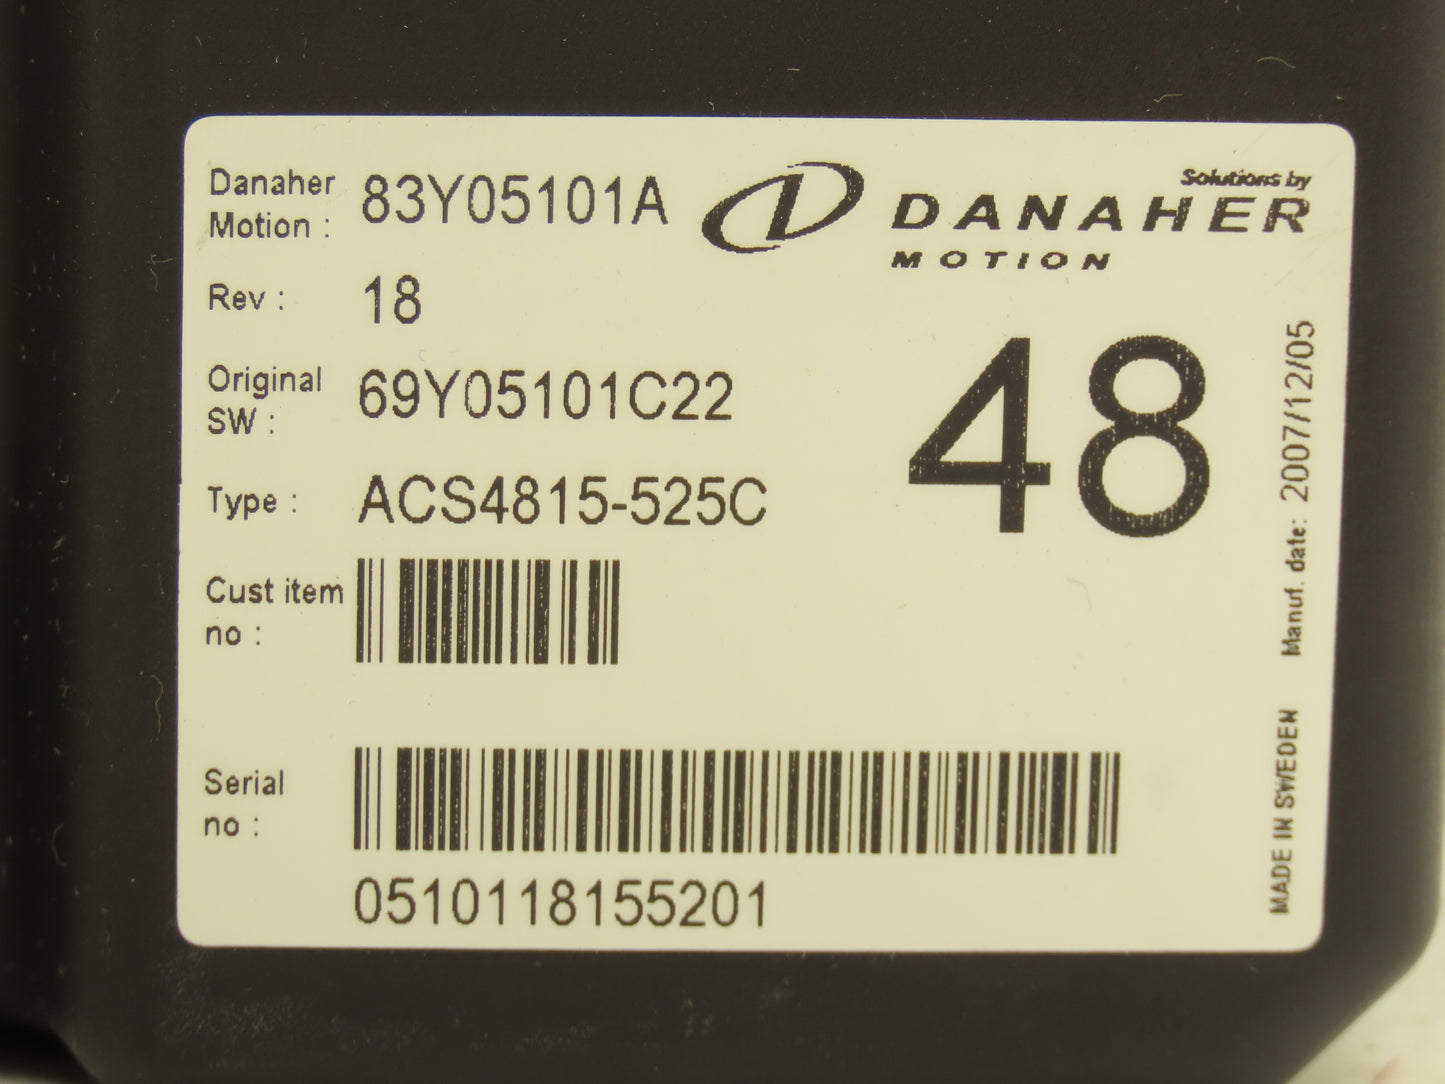 Danaher Motion : 83Y05101A
Solutions by
DANAHER
MOTION
Rev : 18
Original SW : 69Y05101C22
48
Type : ACS4815-525C
Cust item no :
Serial no :
0510118155201
Manuf. date: 2007/12/05
MADE IN SWEDEN